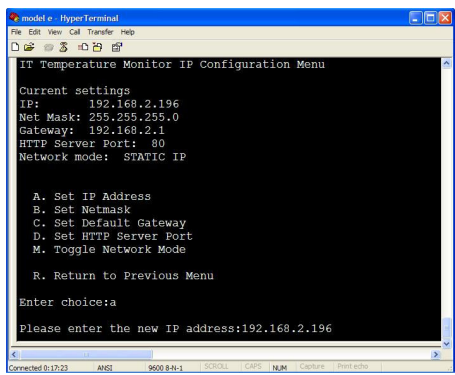 model e - HyperTerminal
File Edit View Call Transfer Help
IT Temperature Monitor IP Configuration Menu
Current settings
IP: 192.168.2.196
Net Mask: 255.255.255.0
Gateway: 192.168.2.1
HTTP Server Port: 80
Network mode: STATIC IP
A. Set IP Address
B. Set Netmask
C. Set Default Gateway
D. Set HTTP Server Port
M. Toggle Network Mode
R. Return to Previous Menu
Enter choice:a
Please enter the new IP address:192.168.2.196
Connected 0:17:23 ANSI 9600 8-N-1 SCROLL CAPS NUM Capture Print echo